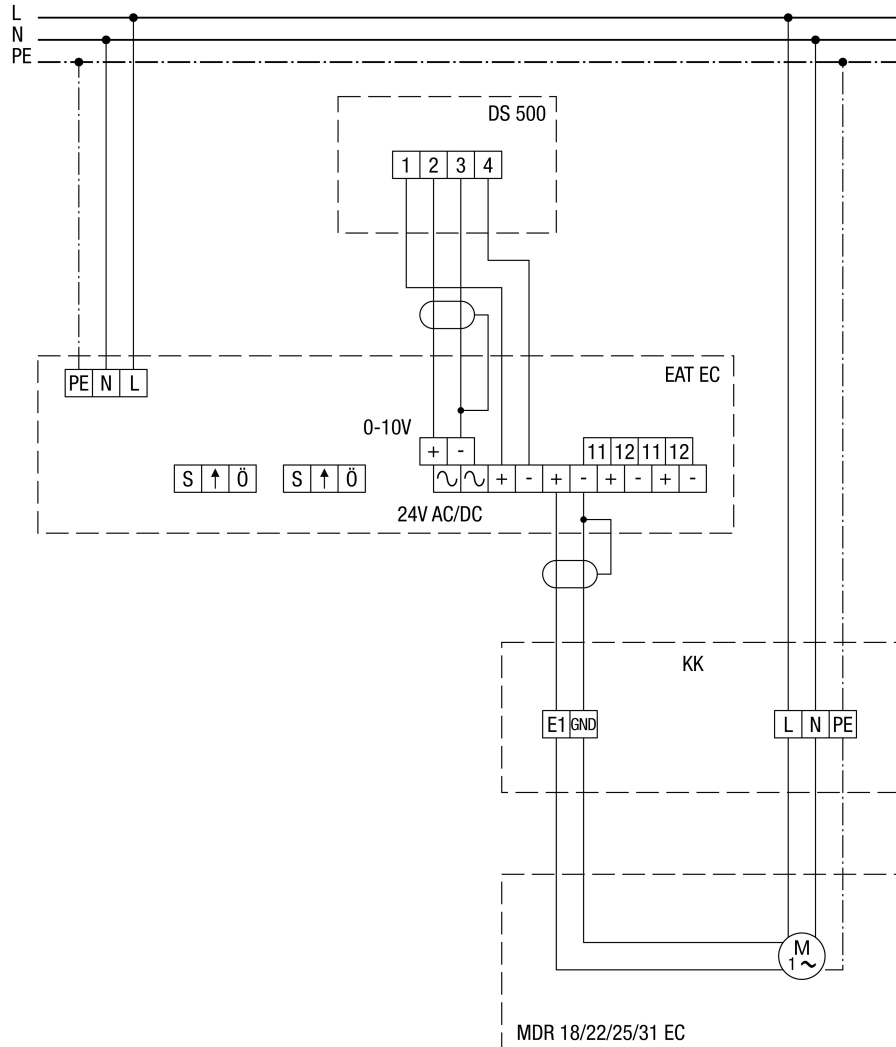 L
N
PE
DS 500
1 2 3 4
EAT EC
PE N L
0-10V
+ -
11 12 11 12
S ↑ Ö S ↑ Ö
∿ ∿ + - + - + - + -
24V AC/DC
KK
E1 GND L N PE
M
1~
MDR 18/22/25/31 EC